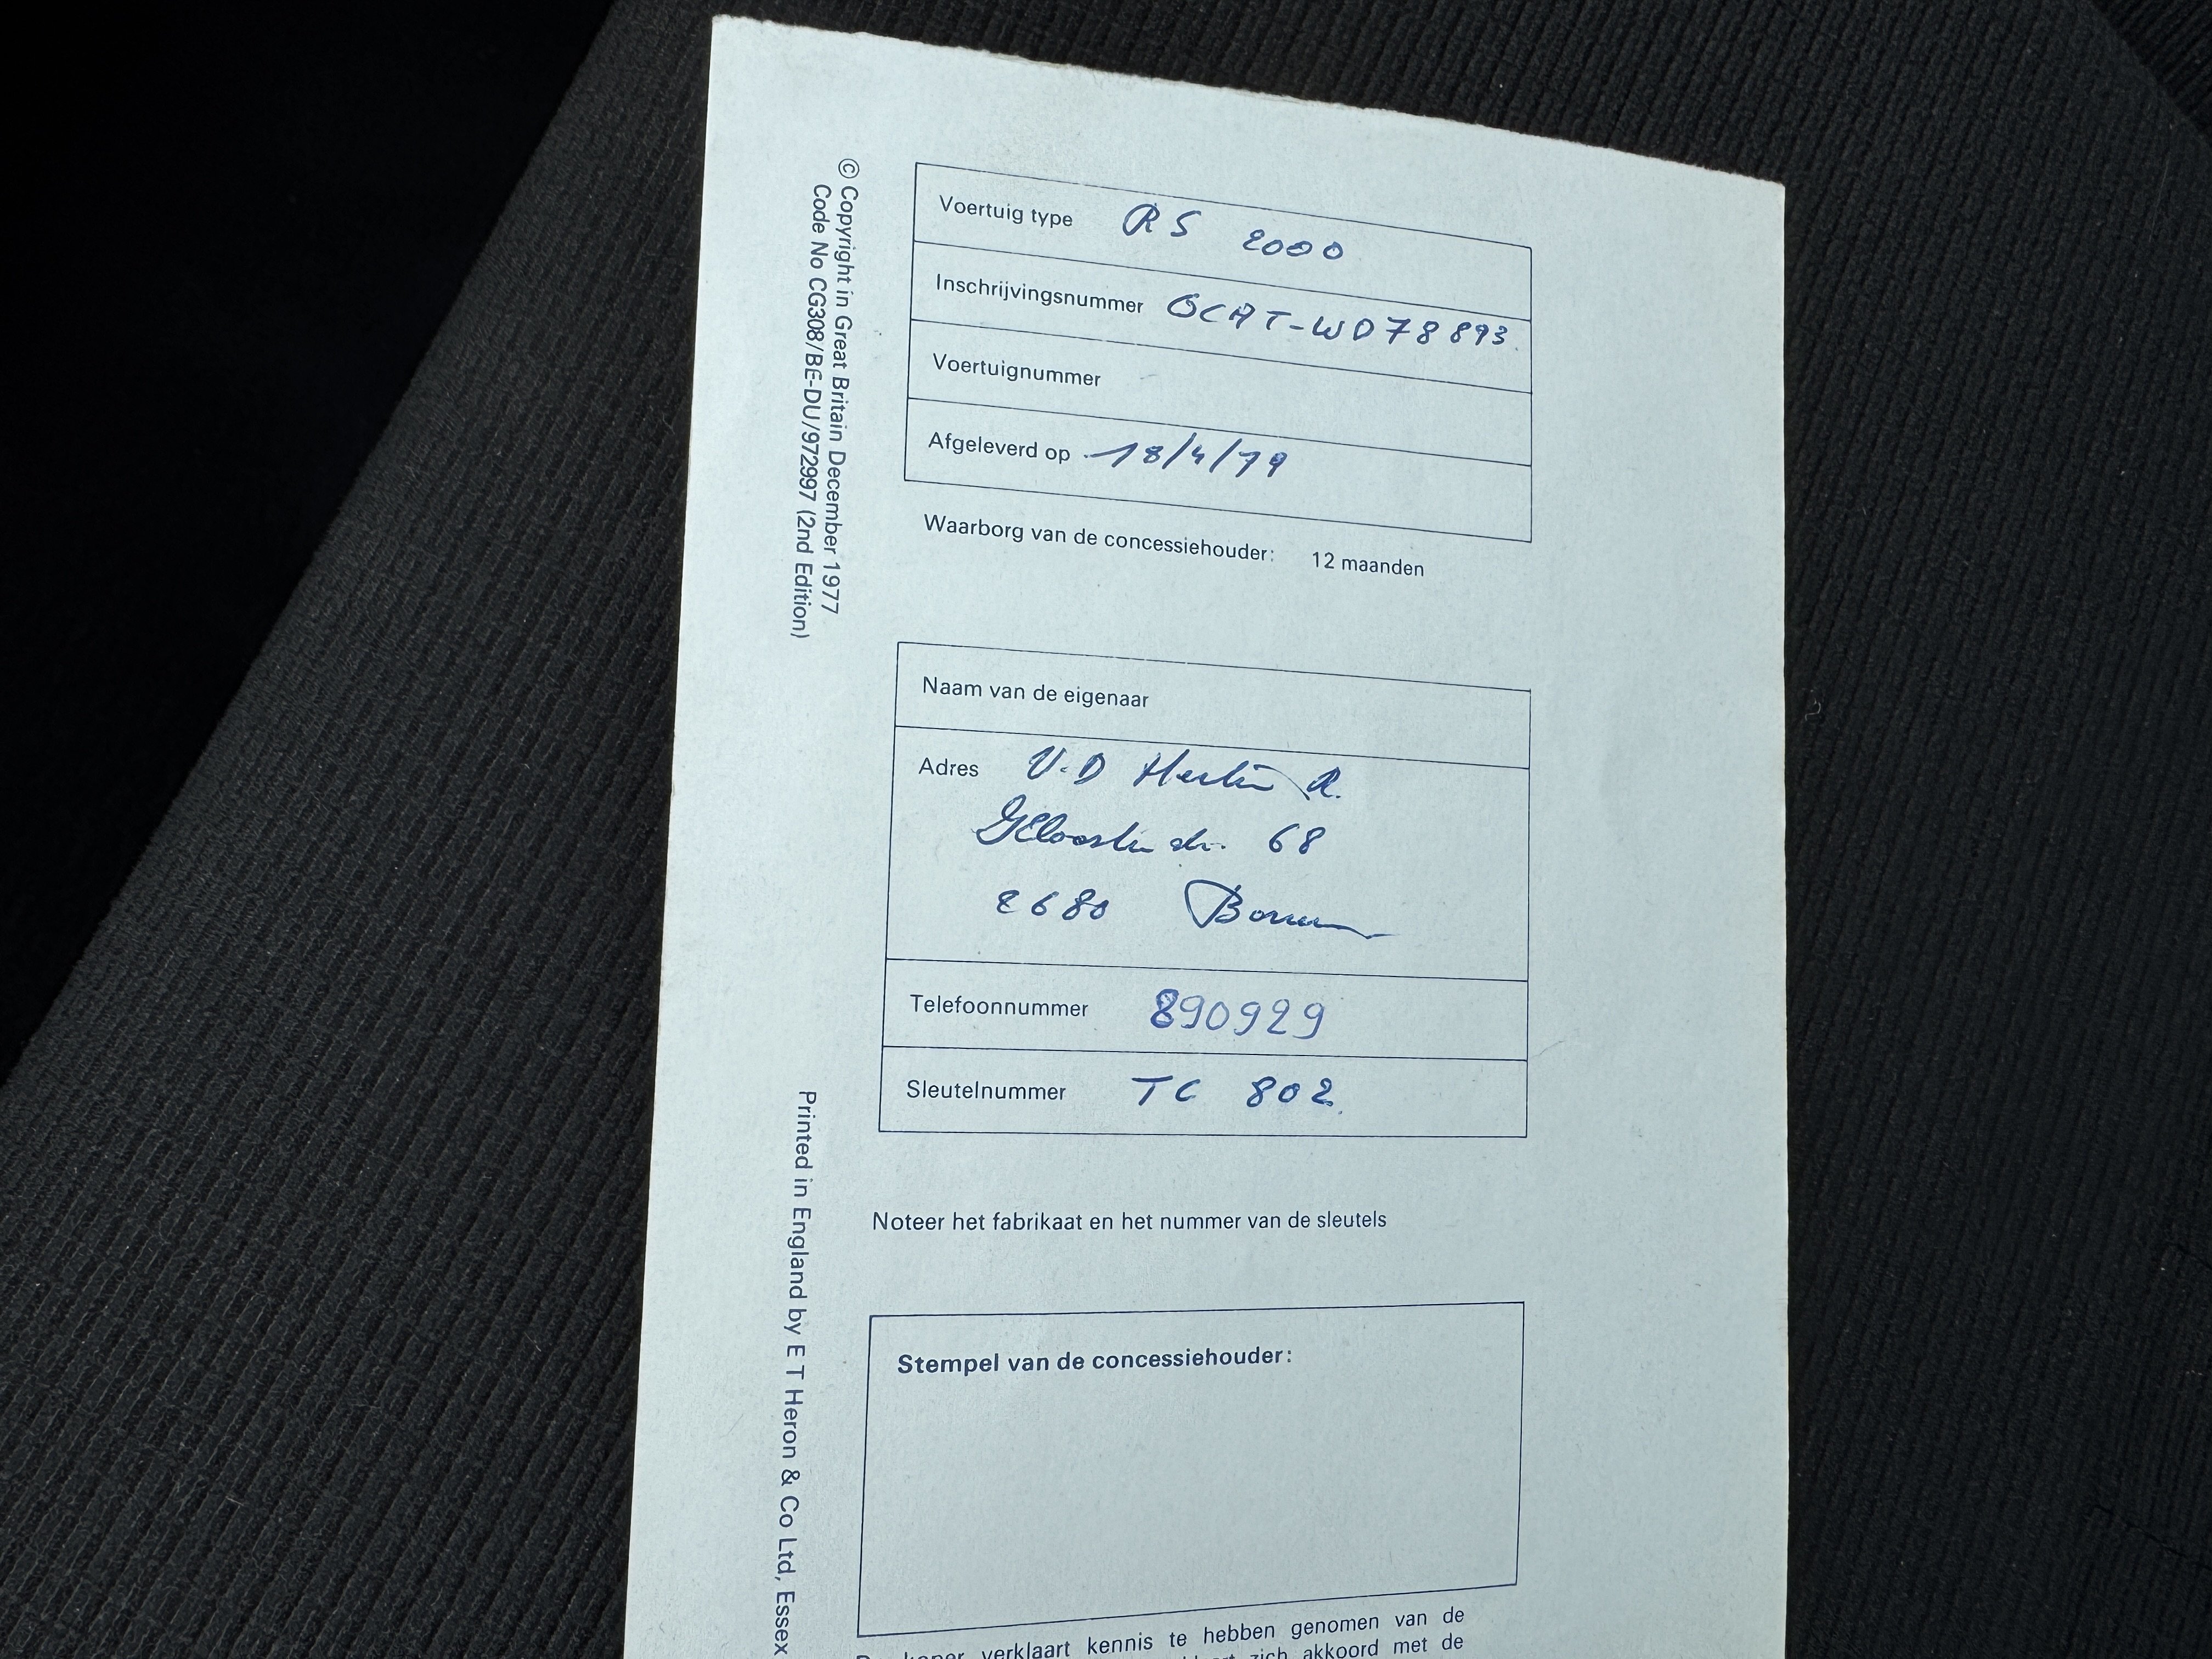 © Copyright in Great Britain December 1977
Code No CG308/BE-DU/972997 (2nd Edition)
Voertuig type RS 2000
Inschrijvingsnummer GCAT-WD78893.
Voertuignummer
Afgeleverd op 18/4/79
Waarborg van de concessiehouder: 12 maanden
Naam van de eigenaar
Adres V.D R.
68
2680 Bornem
Telefoonnummer 890929
Sleutelnummer TC 802.
Noteer het fabrikaat en het nummer van de sleutels
Stempel van de concessiehouder:
verklaart kennis te hebben genomen van de
zich akkoord met de
Printed in England by E T Heron & Co Ltd, Essex